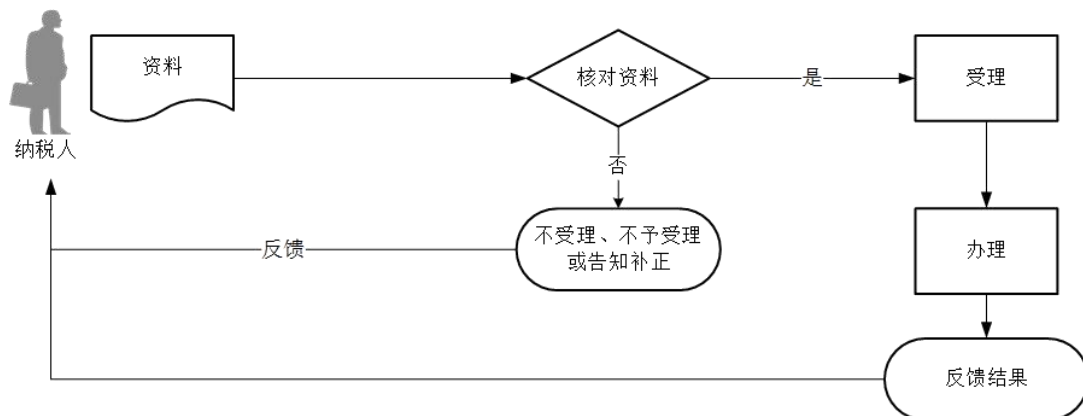 资料
核对资料
是
受理
纳税人
否
不受理、不予受理
或告知补正
反馈
办理
反馈结果